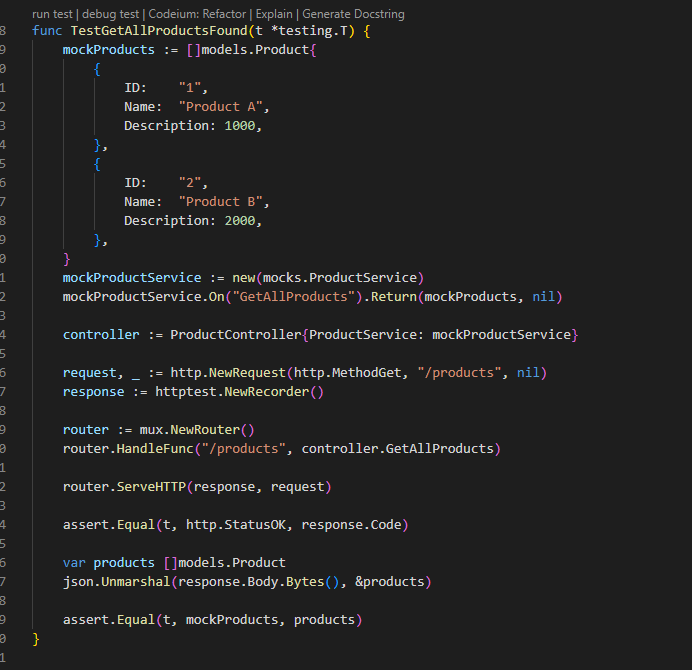 run test | debug test | Codeium: Refactor | Explain | Generate Docstring
8 func TestGetAllProductsFound(t *testing.T) {
9     mockProducts := []models.Product{
0         {
1             ID:    "1",
2             Name:  "Product A",
3             Description: 1000,
4         },
5         {
6             ID:    "2",
7             Name:  "Product B",
8             Description: 2000,
9         },
0     }
1     mockProductService := new(mocks.ProductService)
2     mockProductService.On("GetAllProducts").Return(mockProducts, nil)
3
4     controller := ProductController{ProductService: mockProductService}
5
6     request, _ := http.NewRequest(http.MethodGet, "/products", nil)
7     response := httptest.NewRecorder()
8
9     router := mux.NewRouter()
0     router.HandleFunc("/products", controller.GetAllProducts)
1
2     router.ServeHTTP(response, request)
3
4     assert.Equal(t, http.StatusOK, response.Code)
5
6     var products []models.Product
7     json.Unmarshal(response.Body.Bytes(), &products)
8
9     assert.Equal(t, mockProducts, products)
0 }
1